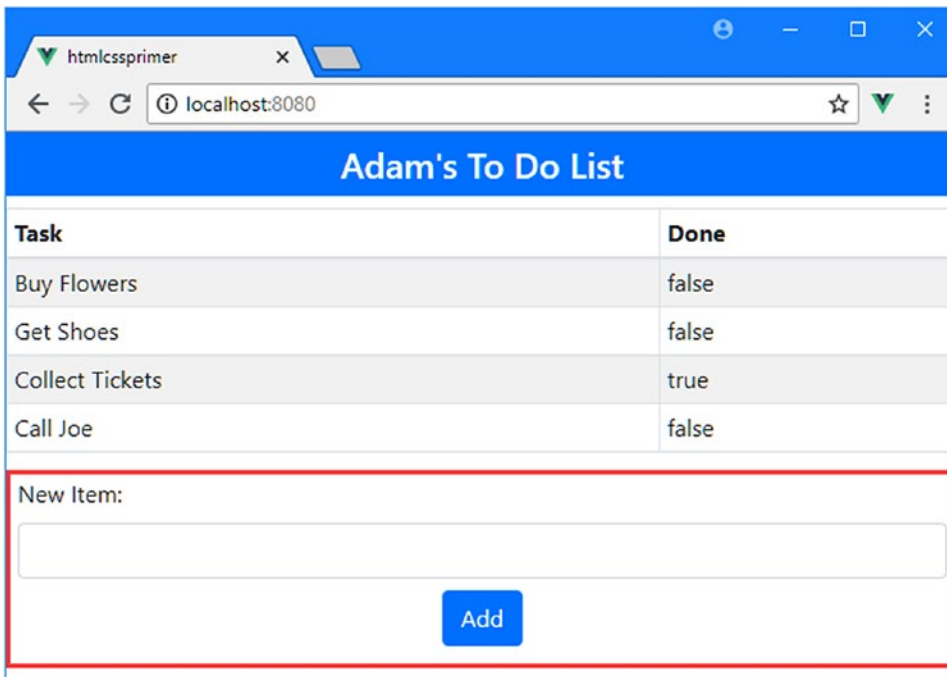 htmlcssprimer
localhost:8080
Adam's To Do List
Task Done
Buy Flowers false
Get Shoes false
Collect Tickets true
Call Joe false
New Item:
Add